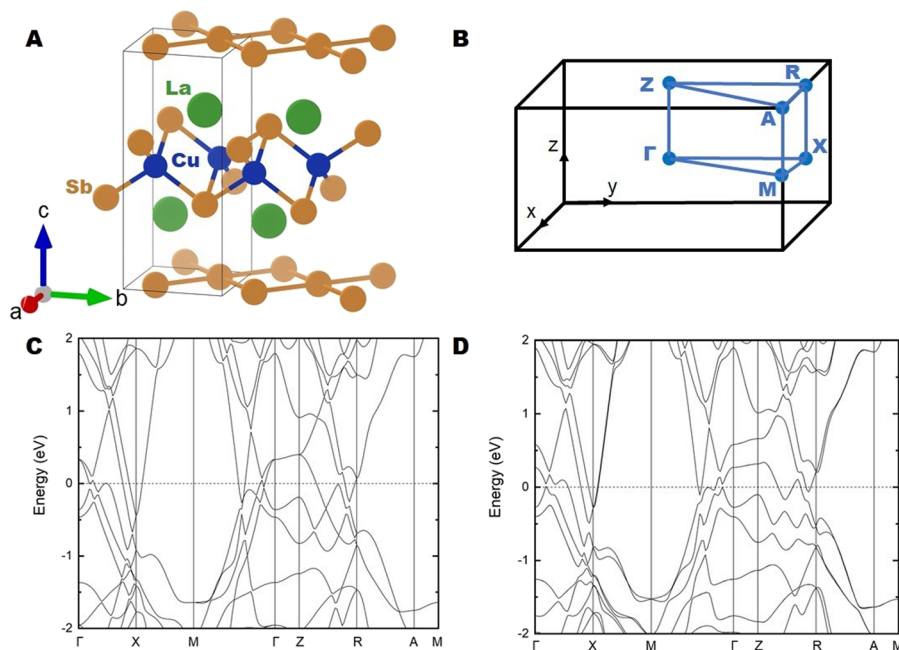 A
La
Cu
Sb
c
b
a
B
Z
R
A
Γ
X
M
z
y
x
C
2
1
0
-1
-2
Energy (eV)
Γ X M Γ Z R A M
D
2
1
0
-1
-2
Energy (eV)
Γ X M Γ Z R A M